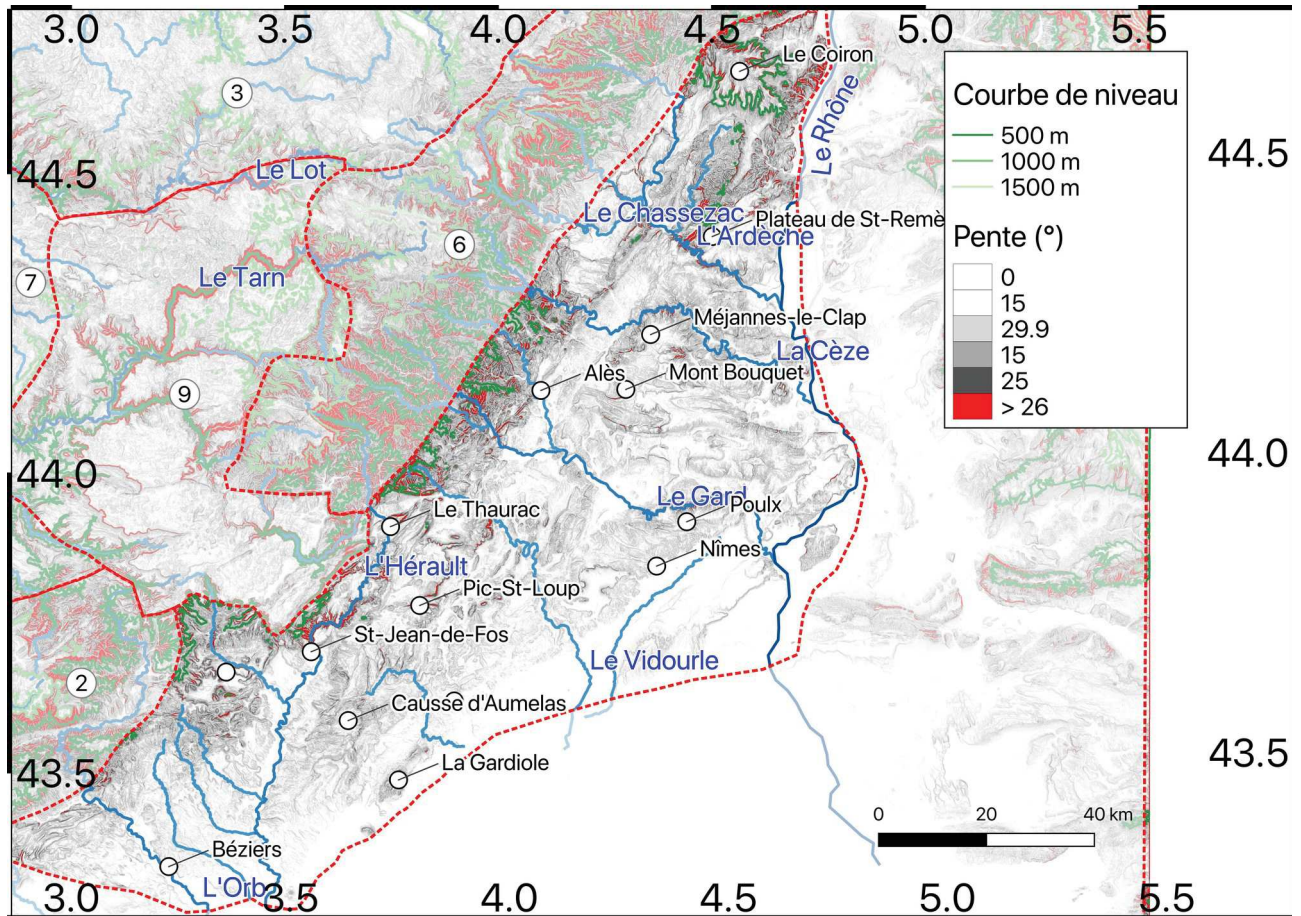 3.0 3.5 4.0 4.5 5.0 5.5
Le Coiron
Courbe de niveau
500 m
1000 m
1500 m
3
Le Rhône
44.5
44.5
Le Lot
Le Chassezac
Plateau de St-Remè
L'Ardèche
6
Pente (°)
0
15
29.9
15
25
> 26
7
Le Tarn
Méjannes-le-Clap
La Cèze
Alès
Mont Bouquet
9
44.0
44.0
Le Gard
Poulx
Le Thaurac
Nîmes
L'Hérault
Pic-St-Loup
St-Jean-de-Fos
Le Vidourle
2
Causse d'Aumelas
43.5
43.5
La Gardiole
0 20 40 km
Béziers
L'Orb
3.0 3.5 4.0 4.5 5.0 5.5